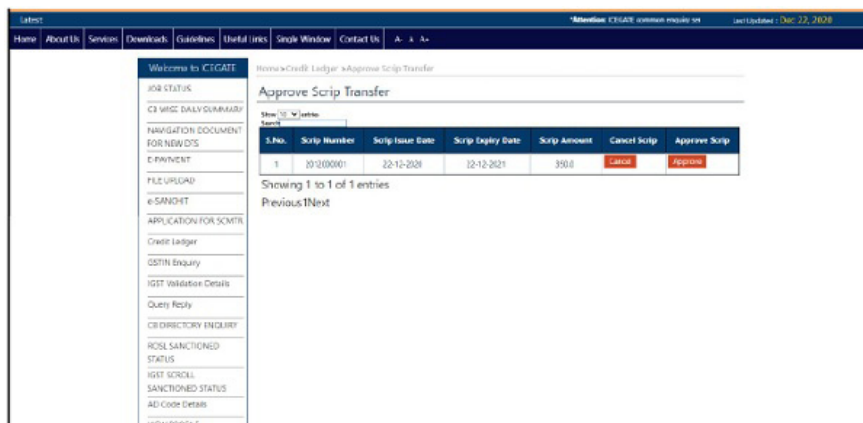 Latest
*Attention: ICEGATE common enquiry ser
Last Updated : Dec 22, 2020
Home About Us Services Downloads Guidelines Useful Links Single Window Contact Us A- A A+
Welcome to ICEGATE
JOB STATUS
CB WISE DAILY SUMMARY
NAVIGATION DOCUMENT
FOR NEW DTS
E-PAYMENT
FILE UPLOAD
e-SANCHIT
APPLICATION FOR SCMTR
Credit Ledger
GSTIN Enquiry
IGST Validation Details
Query Reply
CB DIRECTORY ENQUIRY
ROSL SANCTIONED
STATUS
IGST SCROLL
SANCTIONED STATUS
AD Code Details
Home»Credit Ledger »Approve Scrip Transfer
Approve Scrip Transfer
Show 10 entries
Search
S.No. Scrip Number Scrip Issue Date Scrip Expiry Date Scrip Amount Cancel Scrip Approve Scrip
1 22-12-2020 22-12-2021 350.0 Cancel Approve
Showing 1 to 1 of 1 entries
Previous1Next